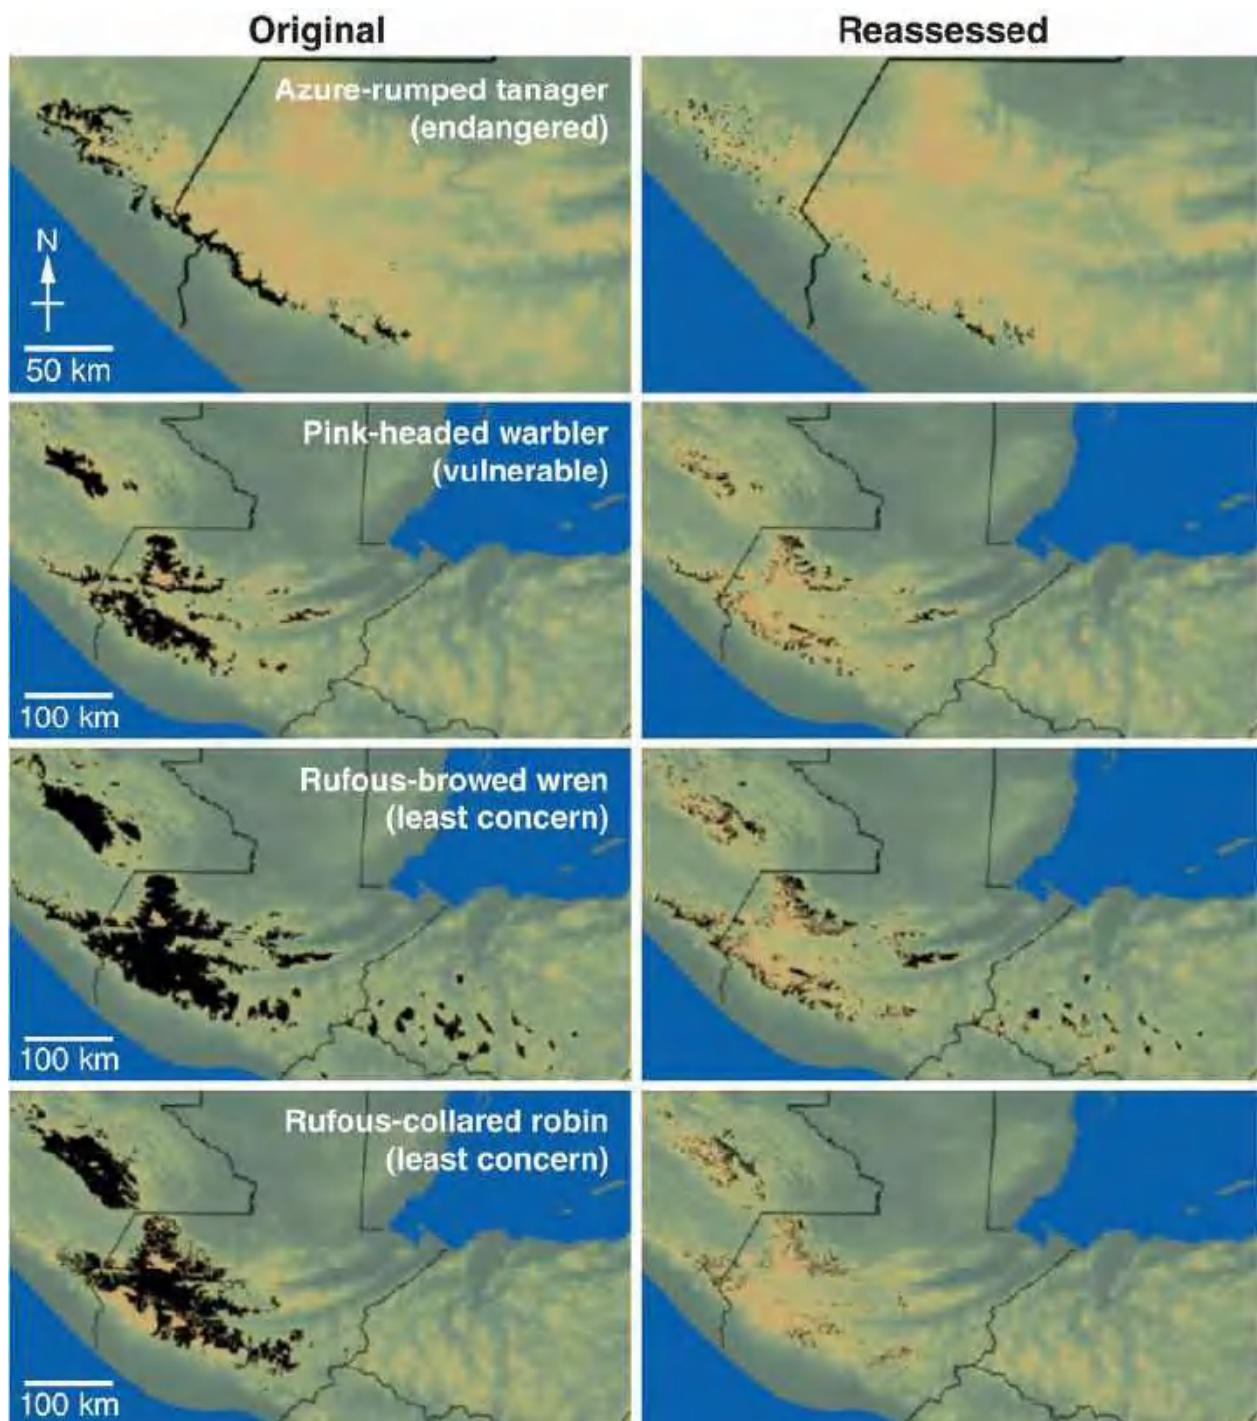 Original
Reassessed
Azure-rumped tanager
(endangered)
N
50 km
Pink-headed warbler
(vulnerable)
100 km
Rufous-browed wren
(least concern)
100 km
Rufous-collared robin
(least concern)
100 km